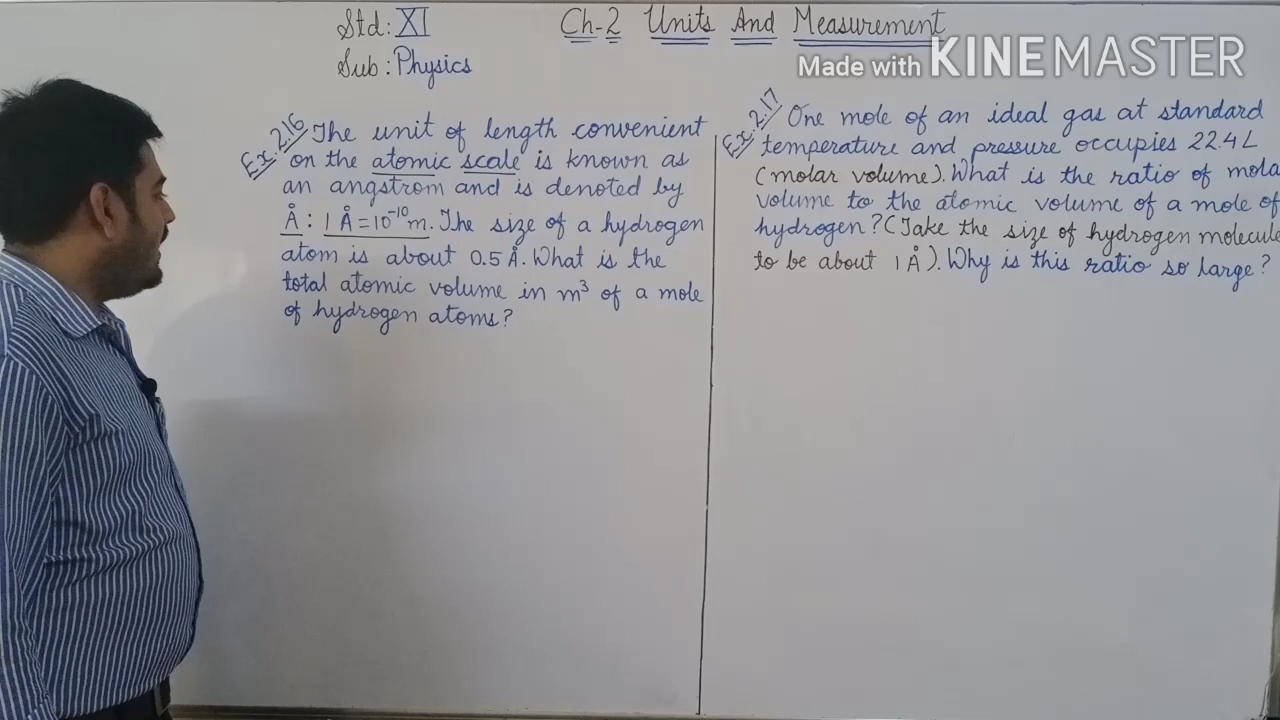 Std: XI
Sub: Physics
Ch-2 Units And Measurement
Made with KINEMASTER
Ex. 2.16 The unit of length convenient
on the atomic scale is known as
an angstrom and is denoted by
Å : 1 Å = 10⁻¹⁰ m. The size of a hydrogen
atom is about 0.5 Å. What is the
total atomic volume in m³ of a mole
of hydrogen atoms?
Ex. 2.17 One mole of an ideal gas at standard
temperature and pressure occupies 22.4 L
(molar volume). What is the ratio of mola
volume to the atomic volume of a mole of
hydrogen? (Take the size of hydrogen molecule
to be about 1 Å). Why is this ratio so large?